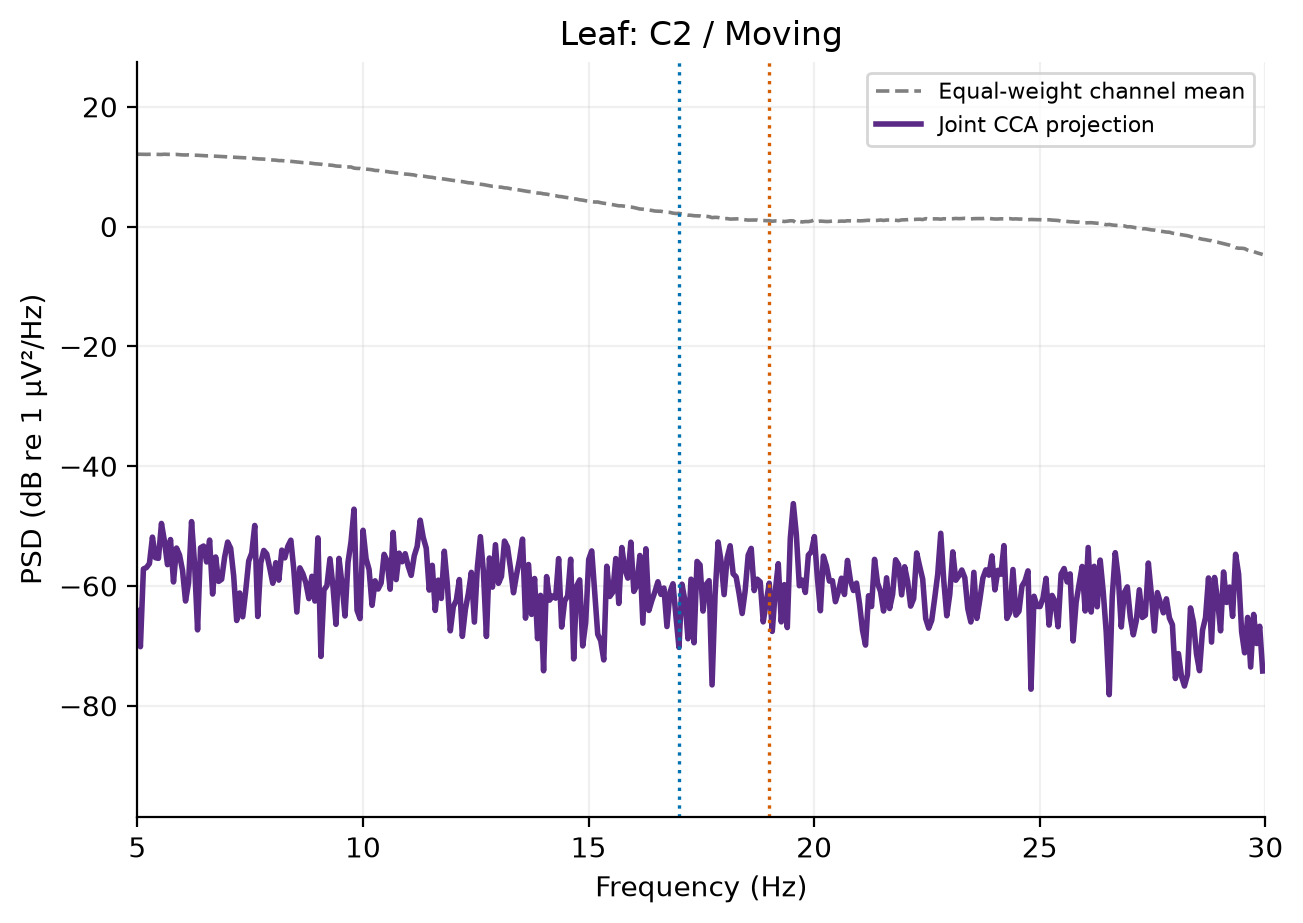 Leaf: C2 / Moving
Equal-weight channel mean
Joint CCA projection
PSD (dB re 1 µV²/Hz)
20
0
−20
−40
−60
−80
5
10
15
20
25
30
Frequency (Hz)